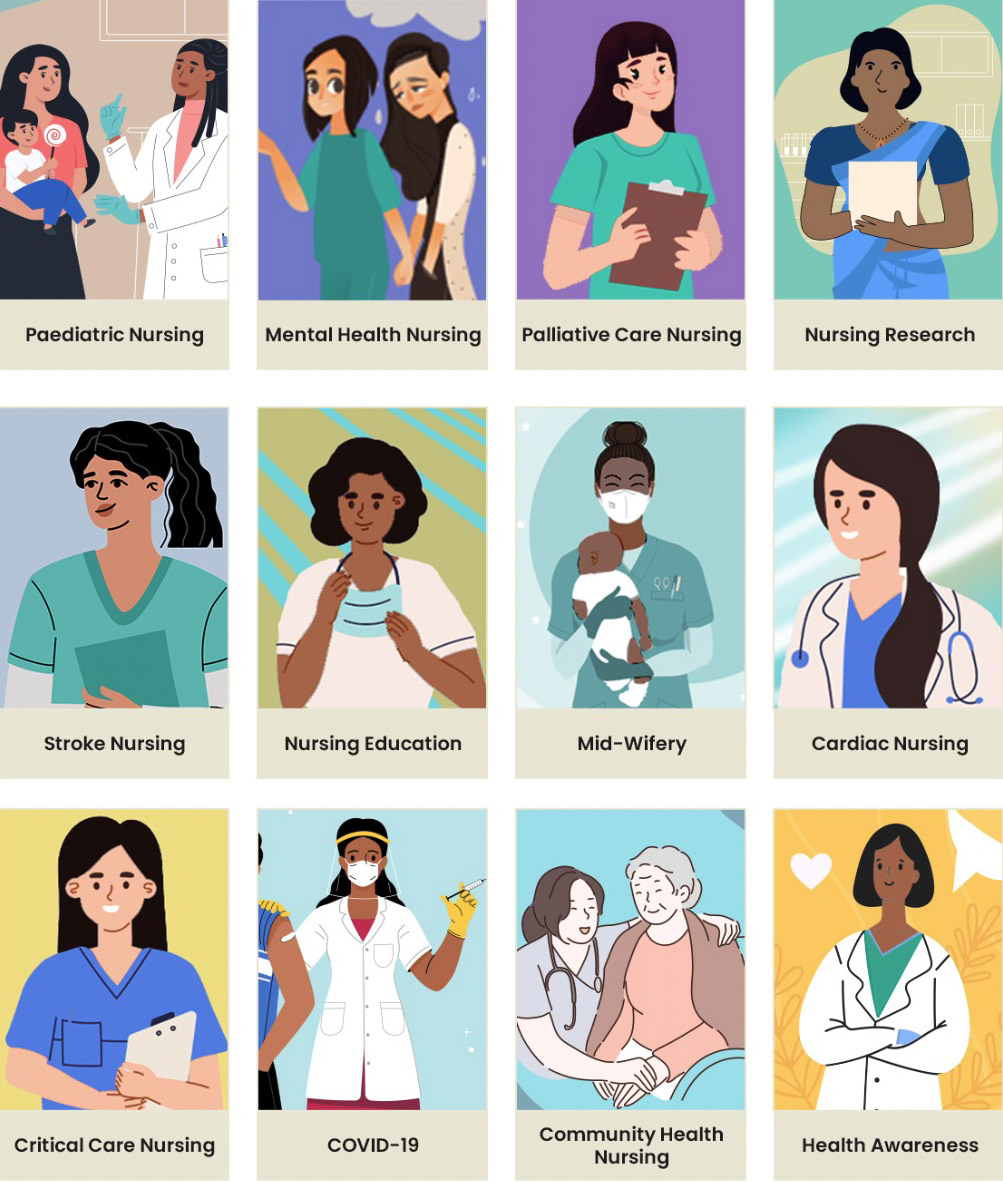 Paediatric Nursing
Mental Health Nursing
Palliative Care Nursing
Nursing Research
Stroke Nursing
Nursing Education
Mid-Wifery
Cardiac Nursing
Critical Care Nursing
COVID-19
Community Health
Nursing
Health Awareness